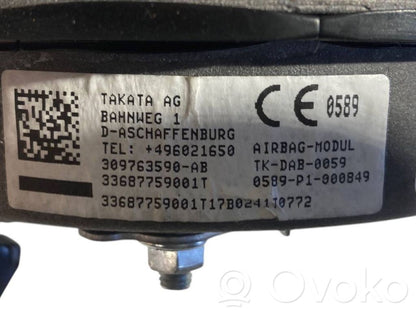 TAKATA AG
BAHNWEG 1
D-ASCHAFFENBURG
TEL: +496021650
309763590-AB
33687759001T
33687759001T17B0241T0772
CE 0589
AIRBAG-MODUL
TK-DAB-0059
0589-P1-000849
Ovoko